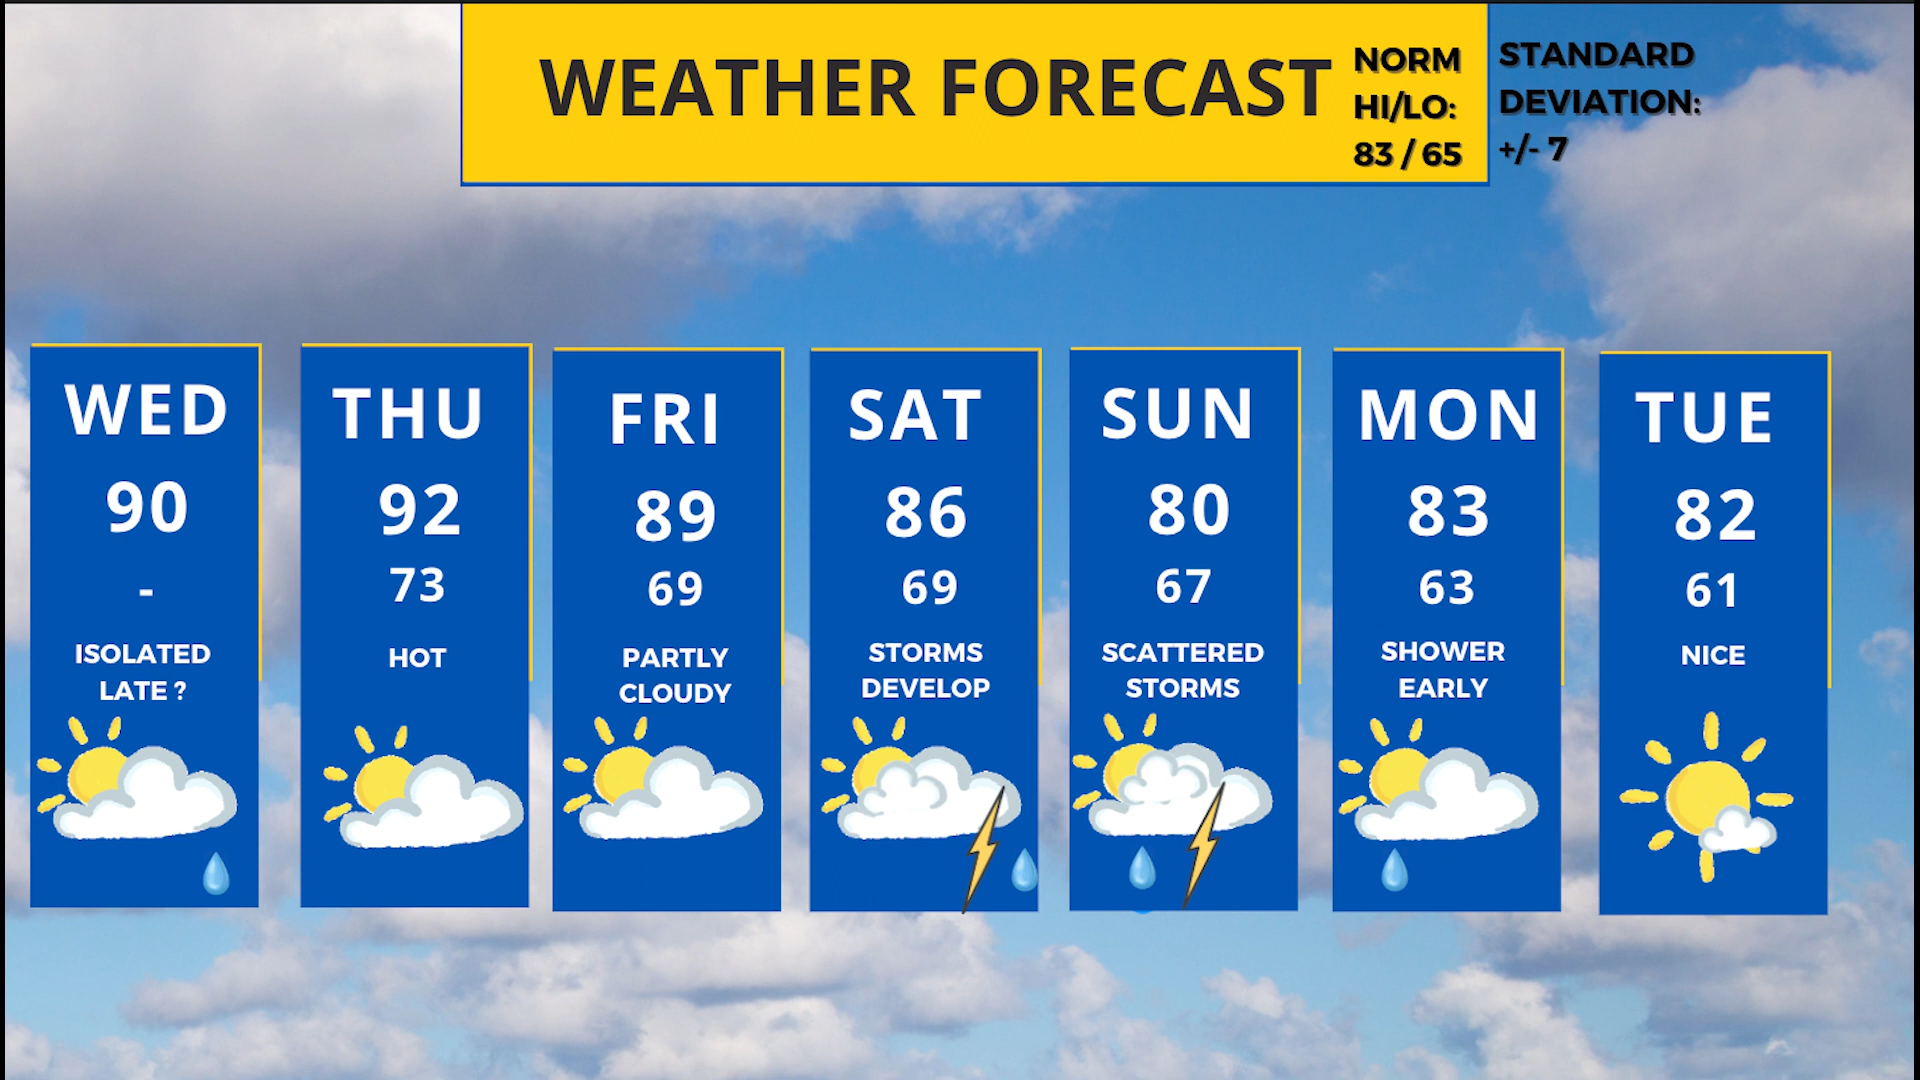 WEATHER FORECAST
NORM
HI/LO:
83 / 65
STANDARD
DEVIATION:
+/- 7
WED
90
-
ISOLATED
LATE ?
THU
92
73
HOT
FRI
89
69
PARTLY
CLOUDY
SAT
86
69
STORMS
DEVELOP
SUN
80
67
SCATTERED
STORMS
MON
83
63
SHOWER
EARLY
TUE
82
61
NICE